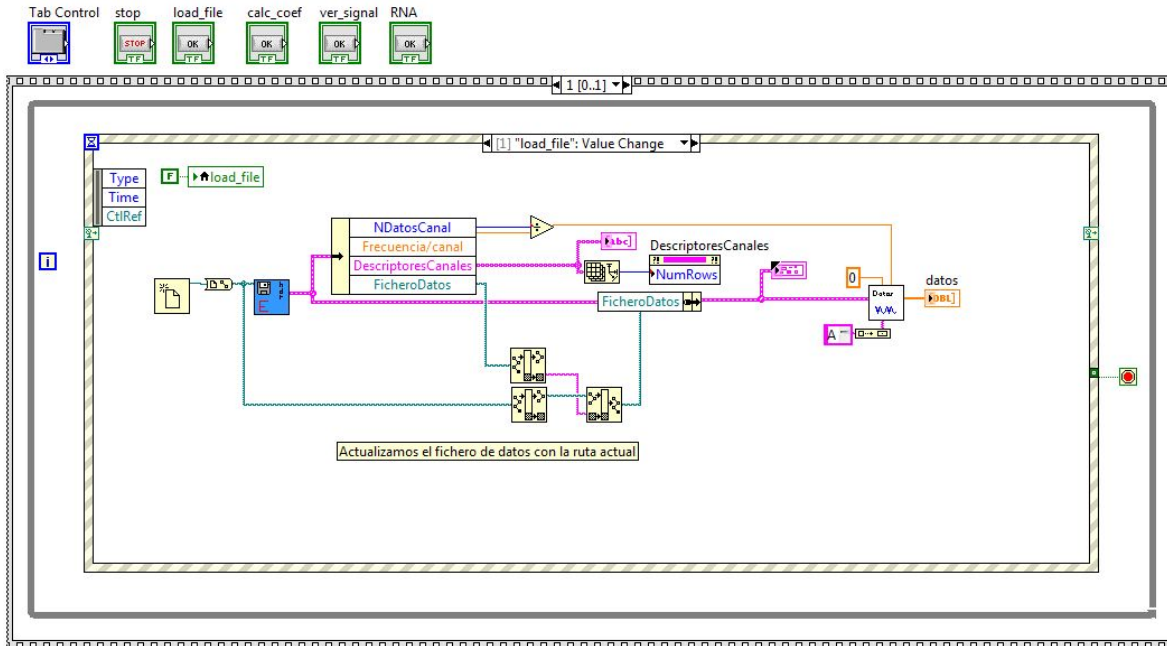 Tab Control stop load_file calc_coef ver_signal RNA
STOP OK OK OK OK
TF TF TF TF TF
1 [0..1]
[1] "load_file": Value Change
Type
Time
CtlRef
F load_file
NDatosCanal
Frecuencia/canal
DescriptoresCanales
FicheroDatos
abc
DescriptoresCanales
NumRows
FicheroDatos
0
Datos
datos
DBL
A
E
i
Actualizamos el fichero de datos con la ruta actual